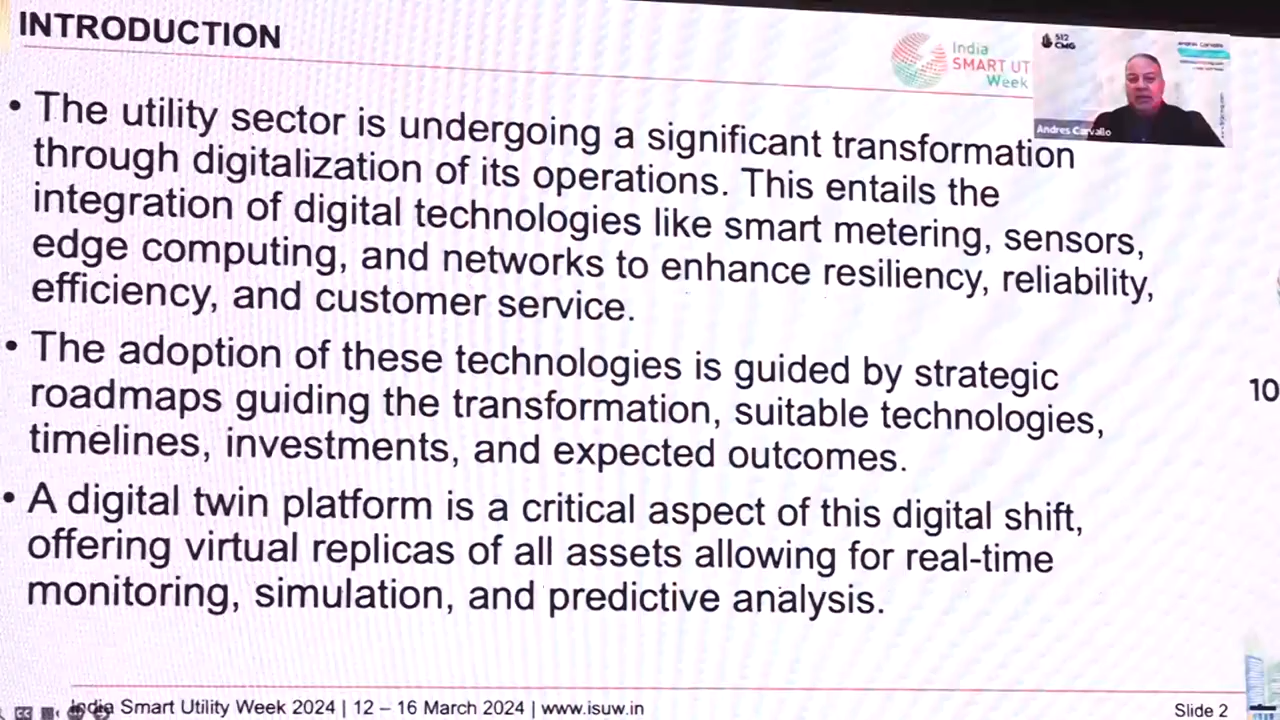 INTRODUCTION
India
SMART UT
Week
512
CMG
Andres Carvallo
• The utility sector is undergoing a significant transformation
through digitalization of its operations. This entails the
integration of digital technologies like smart metering, sensors,
edge computing, and networks to enhance resiliency, reliability,
efficiency, and customer service.
• The adoption of these technologies is guided by strategic
roadmaps guiding the transformation, suitable technologies,
timelines, investments, and expected outcomes.
10
• A digital twin platform is a critical aspect of this digital shift,
offering virtual replicas of all assets allowing for real-time
monitoring, simulation, and predictive analysis.
India Smart Utility Week 2024 | 12 – 16 March 2024 | www.isuw.in
Slide 2